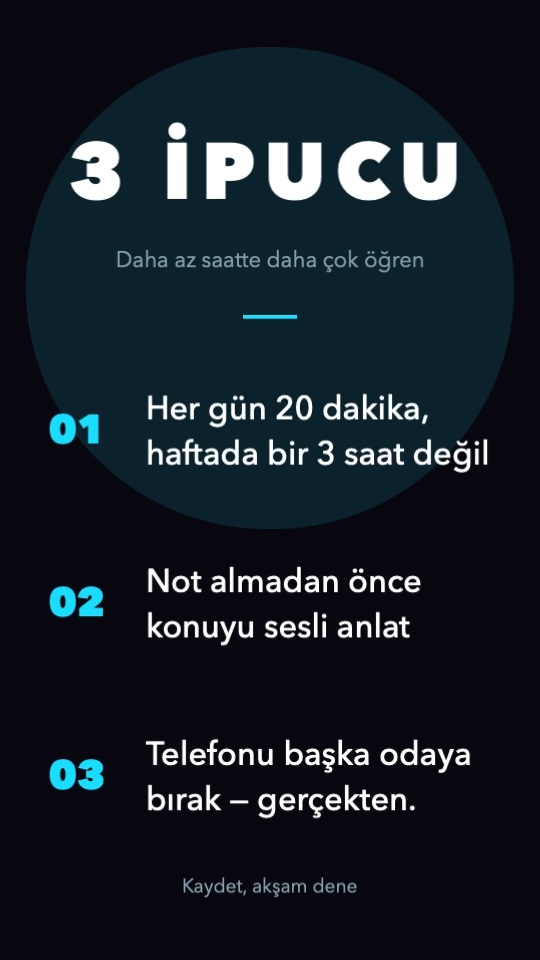 3 İPUCU
Daha az saatte daha çok öğren
01
Her gün 20 dakika,
haftada bir 3 saat değil
02
Not almadan önce
konuyu sesli anlat
03
Telefonu başka odaya
bırak – gerçekten.
Kaydet, akşam dene